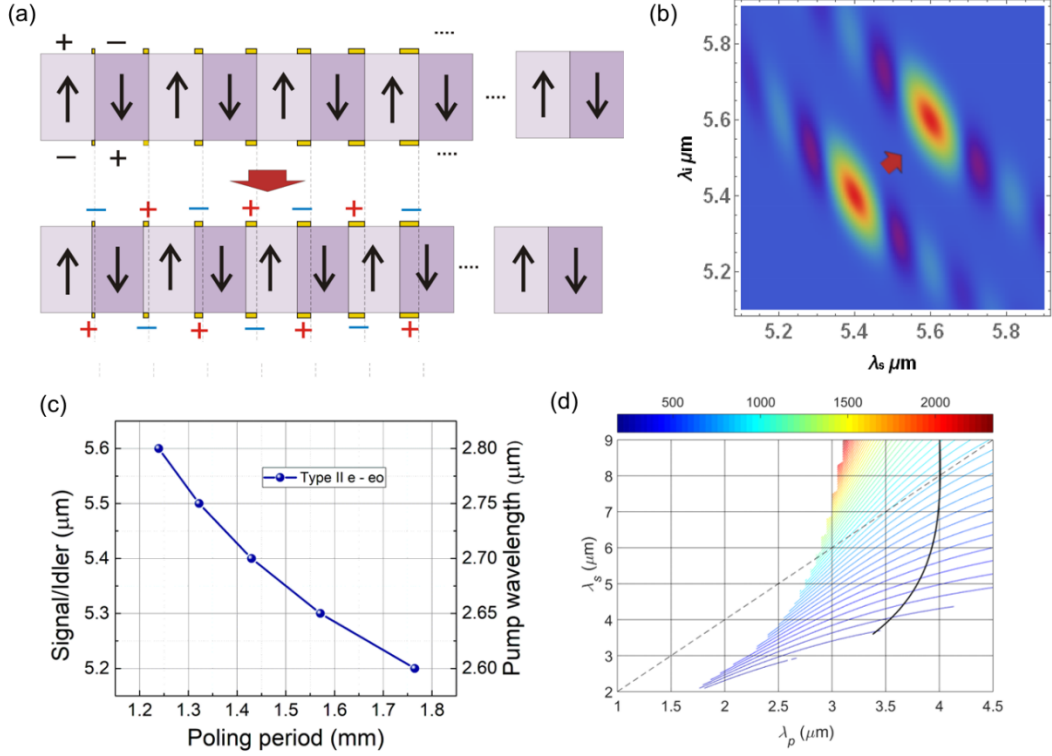 (a)
+ −
....
....
− +
....
− + − + − + −
....
+ − + − + − +
(b)
5.8
5.6
5.4
5.2
λi μm
5.2 5.4 5.6 5.8
λs μm
(c)
5.6
5.5
5.4
5.3
5.2
Signal/Idler (μm)
Type II e - eo
2.80
2.75
2.70
2.65
2.60
Pump wavelength (μm)
1.2 1.3 1.4 1.5 1.6 1.7 1.8
Poling period (mm)
(d)
500 1000 1500 2000
9
8
7
6
5
4
3
2
λs (μm)
1 1.5 2 2.5 3 3.5 4 4.5
λp (μm)